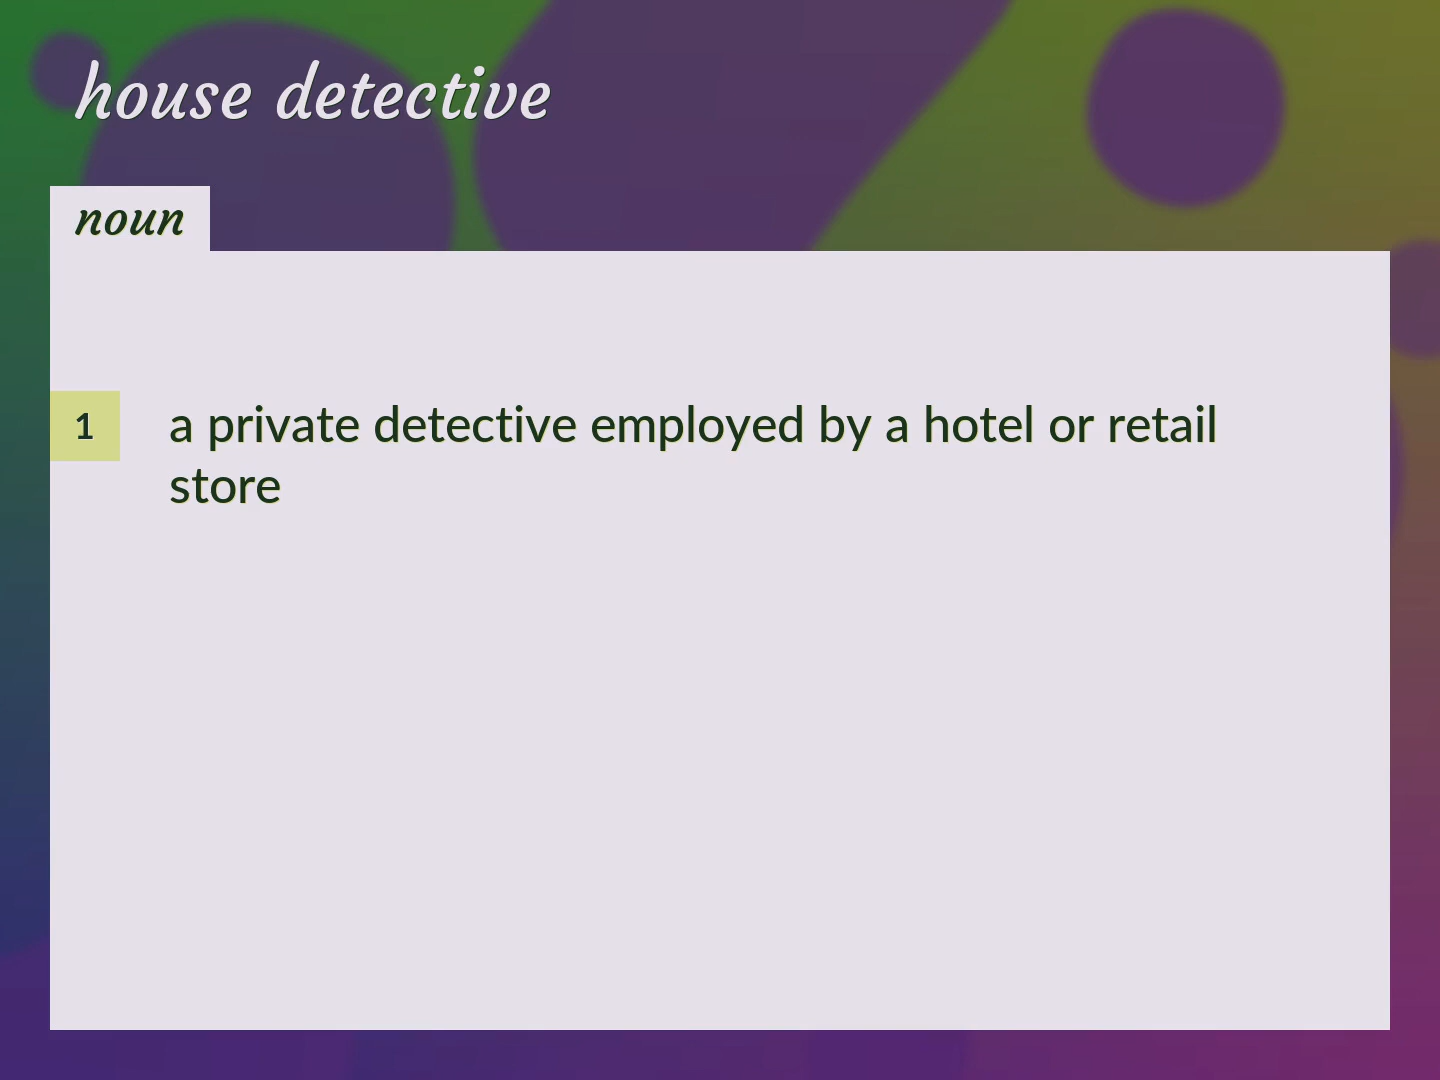 house detective
noun
1 a private detective employed by a hotel or retail
store